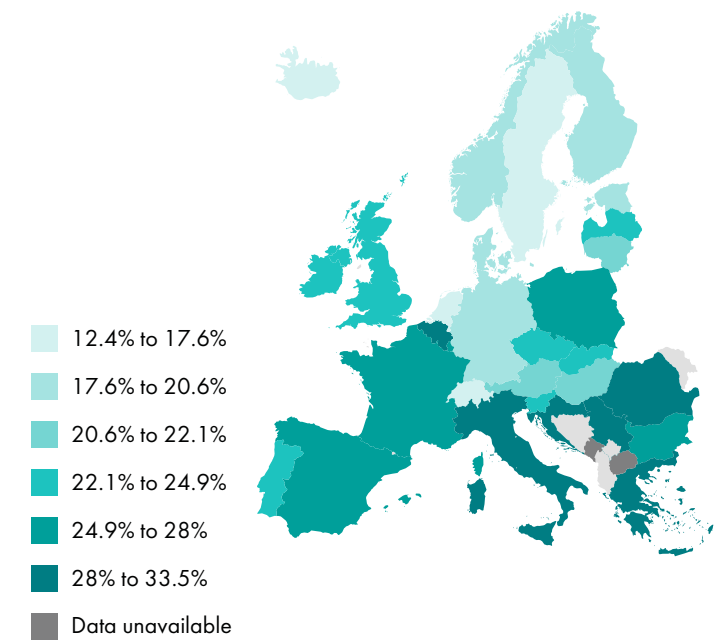 12.4% to 17.6%
17.6% to 20.6%
20.6% to 22.1%
22.1% to 24.9%
24.9% to 28%
28% to 33.5%
Data unavailable